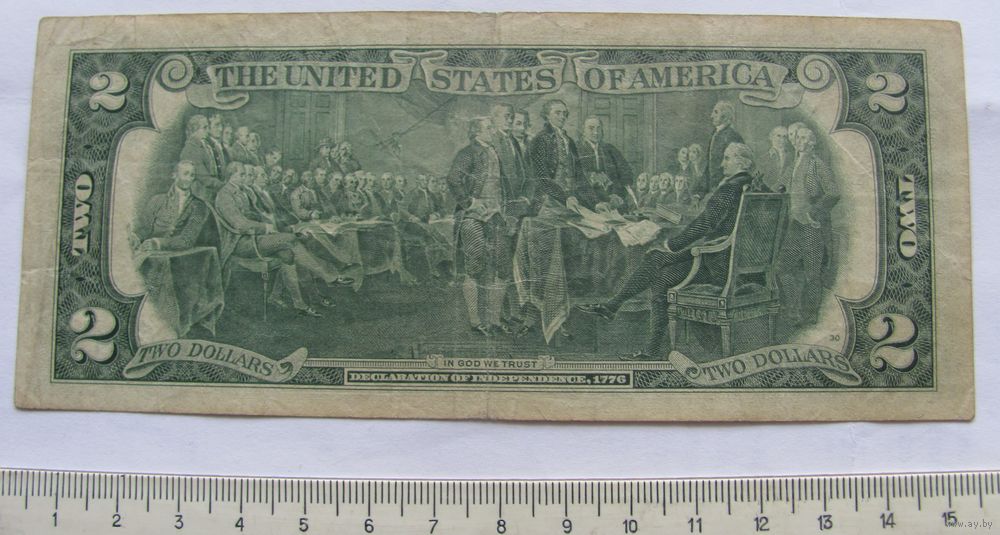 2 THE UNITED STATES OF AMERICA 2
TWO TWO
2 2
30
TWO DOLLARS TWO DOLLARS
IN GOD WE TRUST
DECLARATION OF INDEPENDENCE, 1776
1 2 3 4 5 6 7 8 9 10 11 12 13 14 15
www.ay.by